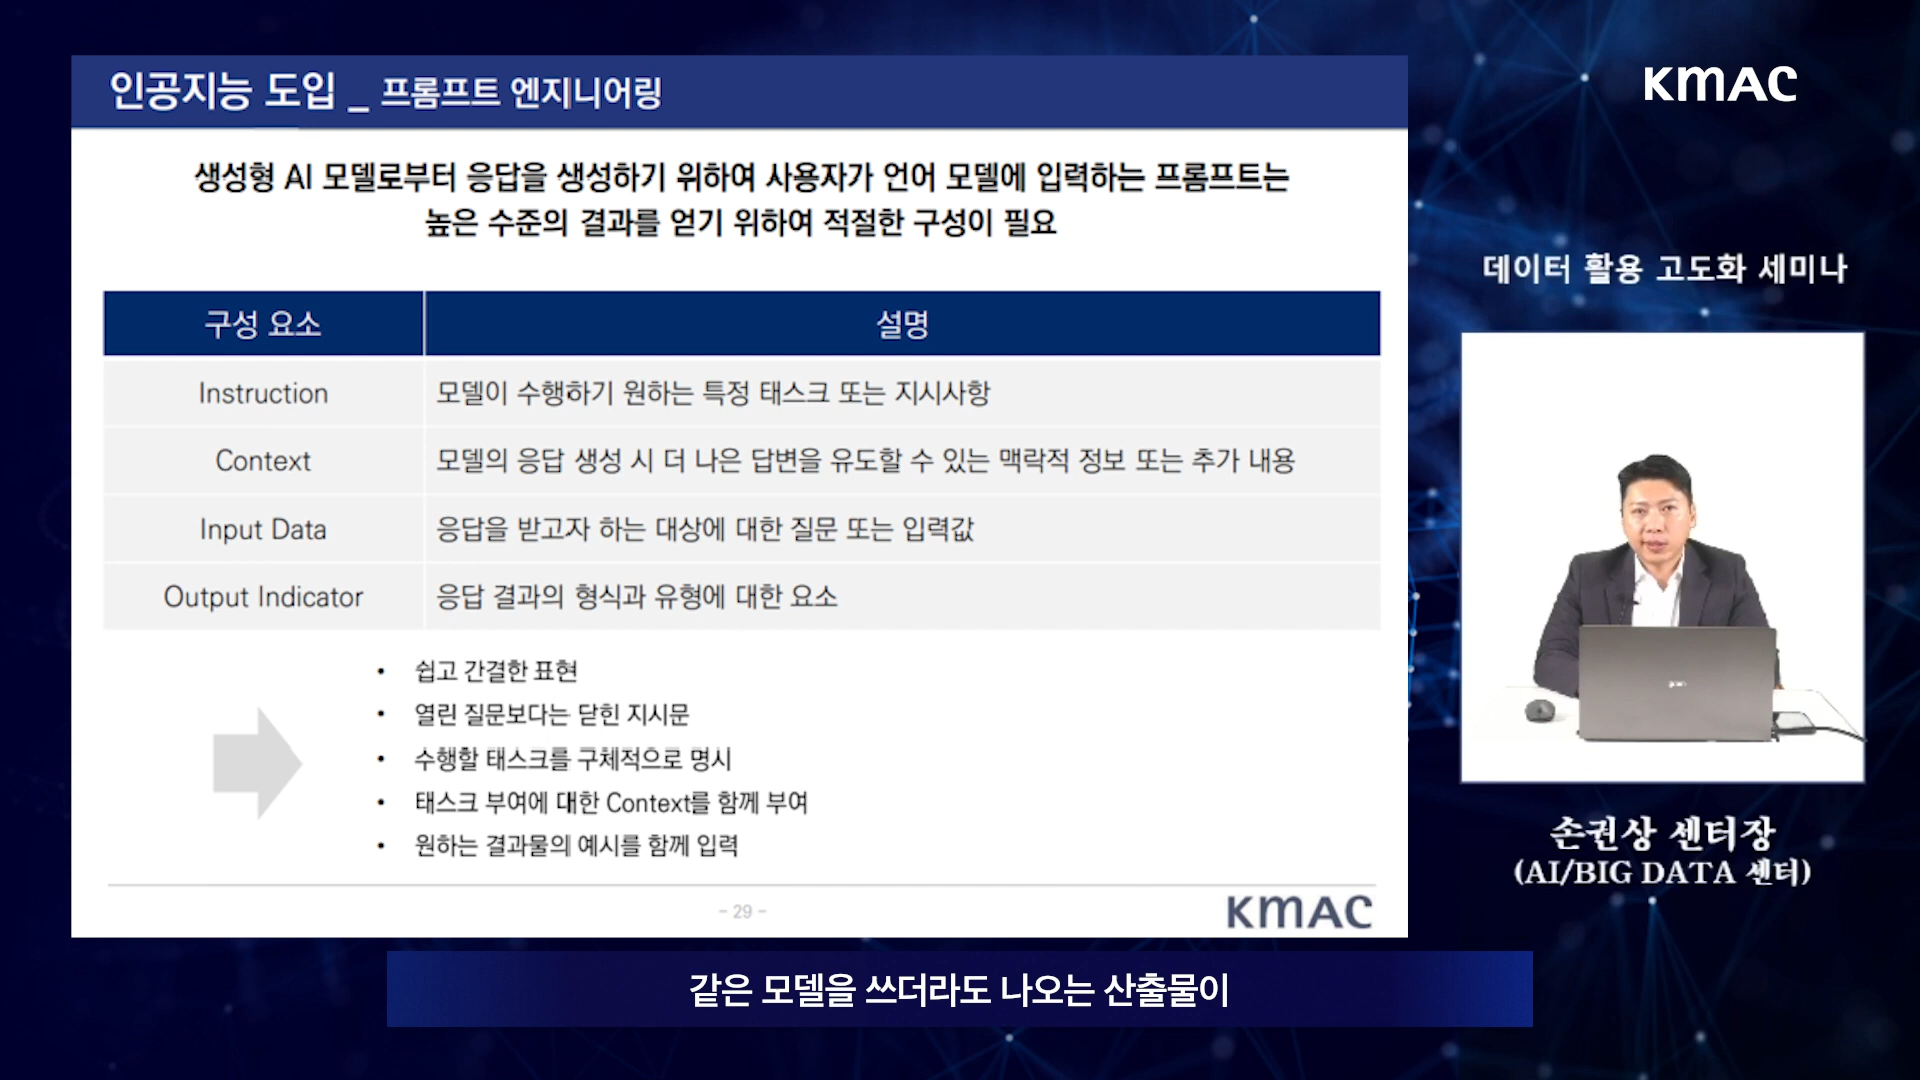 인공지능 도입 _ 프롬프트 엔지니어링
KMAC
생성형 AI 모델로부터 응답을 생성하기 위하여 사용자가 언어 모델에 입력하는 프롬프트는
높은 수준의 결과를 얻기 위하여 적절한 구성이 필요
데이터 활용 고도화 세미나
구성 요소 설명
Instruction 모델이 수행하기 원하는 특정 태스크 또는 지시사항
Context 모델의 응답 생성 시 더 나은 답변을 유도할 수 있는 맥락적 정보 또는 추가 내용
Input Data 응답을 받고자 하는 대상에 대한 질문 또는 입력값
Output Indicator 응답 결과의 형식과 유형에 대한 요소
• 쉽고 간결한 표현
• 열린 질문보다는 닫힌 지시문
• 수행할 태스크를 구체적으로 명시
• 태스크 부여에 대한 Context를 함께 부여
• 원하는 결과물의 예시를 함께 입력
손권상 센터장
(AI/BIG DATA 센터)
- 29 -
KMAC
같은 모델을 쓰더라도 나오는 산출물이